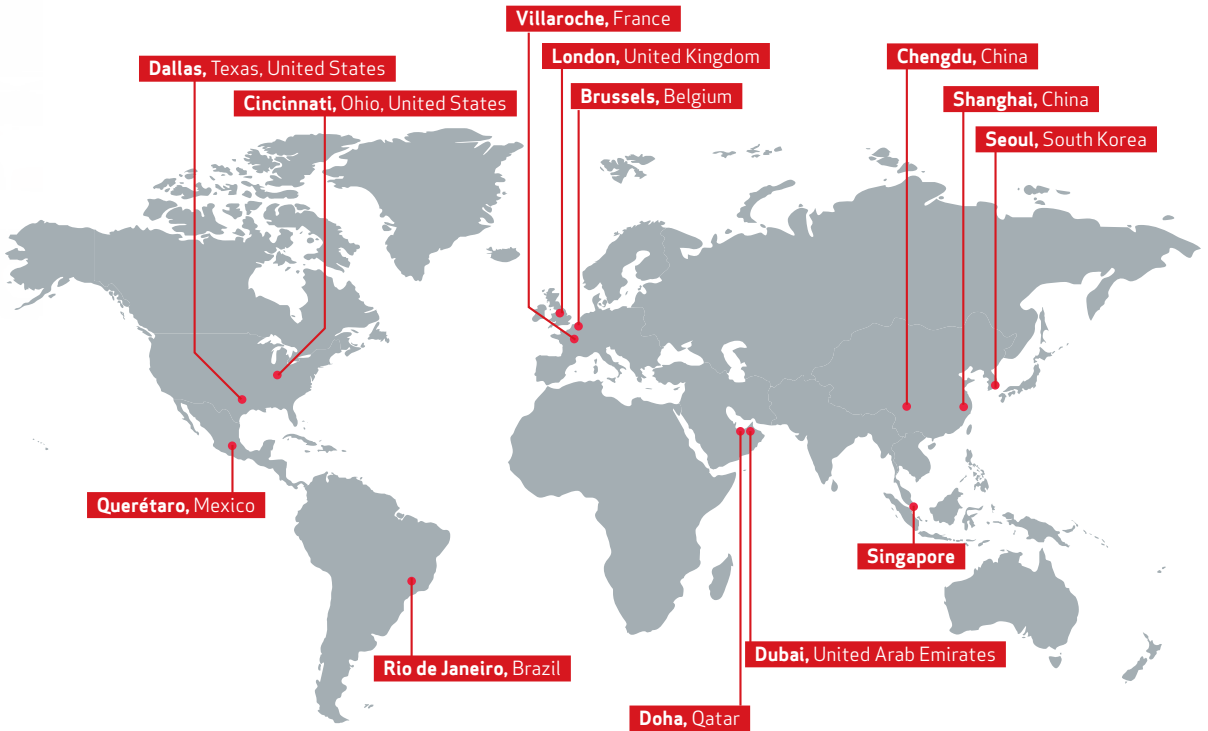 Villaroche, France
London, United Kingdom
Chengdu, China
Dallas, Texas, United States
Brussels, Belgium
Shanghai, China
Cincinnati, Ohio, United States
Seoul, South Korea
Querétaro, Mexico
Singapore
Dubai, United Arab Emirates
Rio de Janeiro, Brazil
Doha, Qatar